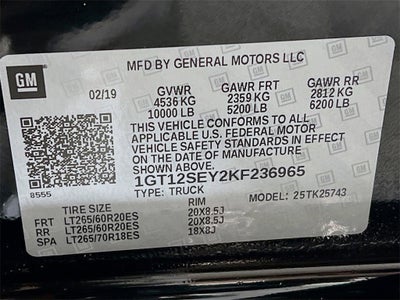 GM
MFD BY GENERAL MOTORS LLC
02/19 GVWR GAWR FRT GAWR RR
4536 KG 2359 KG 2812 KG
10000 LB 5200 LB 6200 LB
THIS VEHICLE CONFORMS TO ALL APPLICABLE
U.S. FEDERAL MOTOR
VEHICLE SAFETY STANDARDS IN EFFECT
ON THE DATE OF MANUFACTURE
SHOWN ABOVE.
1GT12SEY2KF236965
8555 TYPE: TRUCK MODEL: 25TK25743
TIRE SIZE RIM
FRT LT265/60R20ES 20X8.5J
RR LT265/60R20ES 20X8.5J
SPA LT265/70R18ES 18X8J